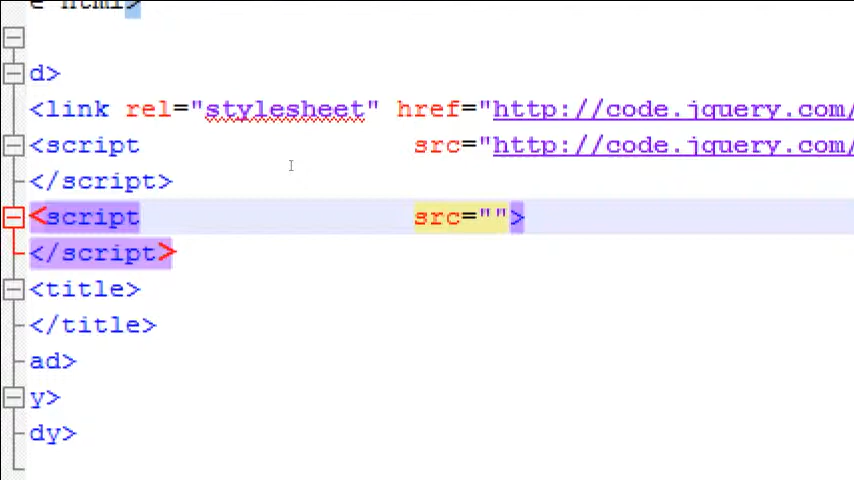 e html>
d>
<link rel="stylesheet" href="http://code.jquery.com/
<script src="http://code.jquery.com/
</script>
<script src="">
</script>
<title>
</title>
ad>
y>
dy>